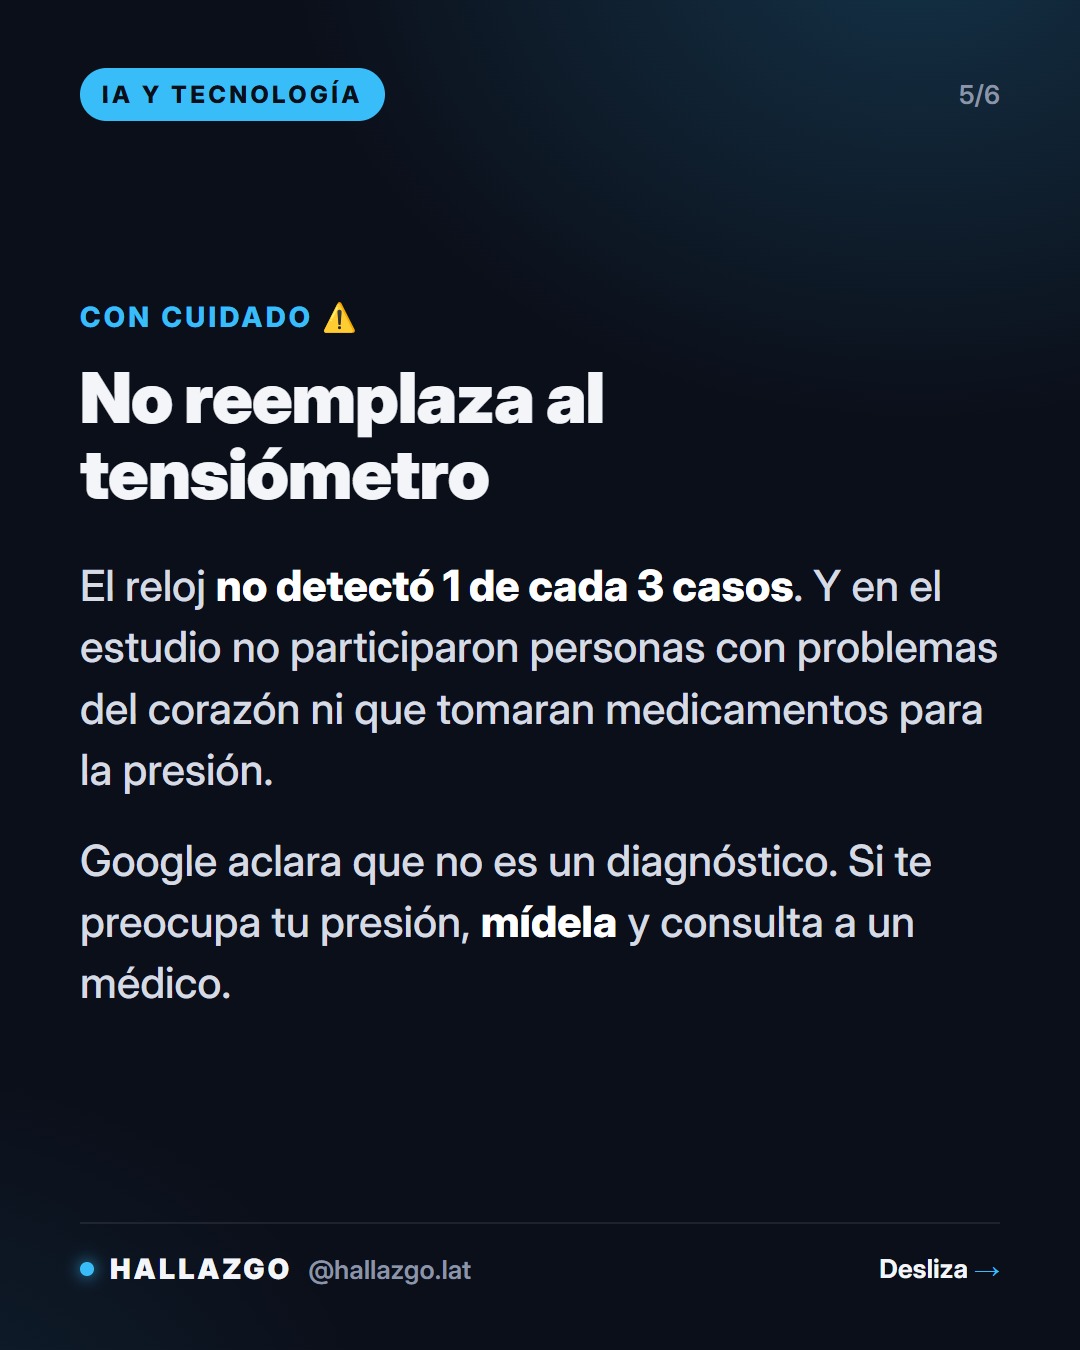 IA Y TECNOLOGÍA
5/6
CON CUIDADO ⚠️
No reemplaza al
tensiómetro
El reloj no detectó 1 de cada 3 casos. Y en el
estudio no participaron personas con problemas
del corazón ni que tomaran medicamentos para
la presión.
Google aclara que no es un diagnóstico. Si te
preocupa tu presión, mídela y consulta a un
médico.
HALLAZGO @hallazgo.lat
Desliza →